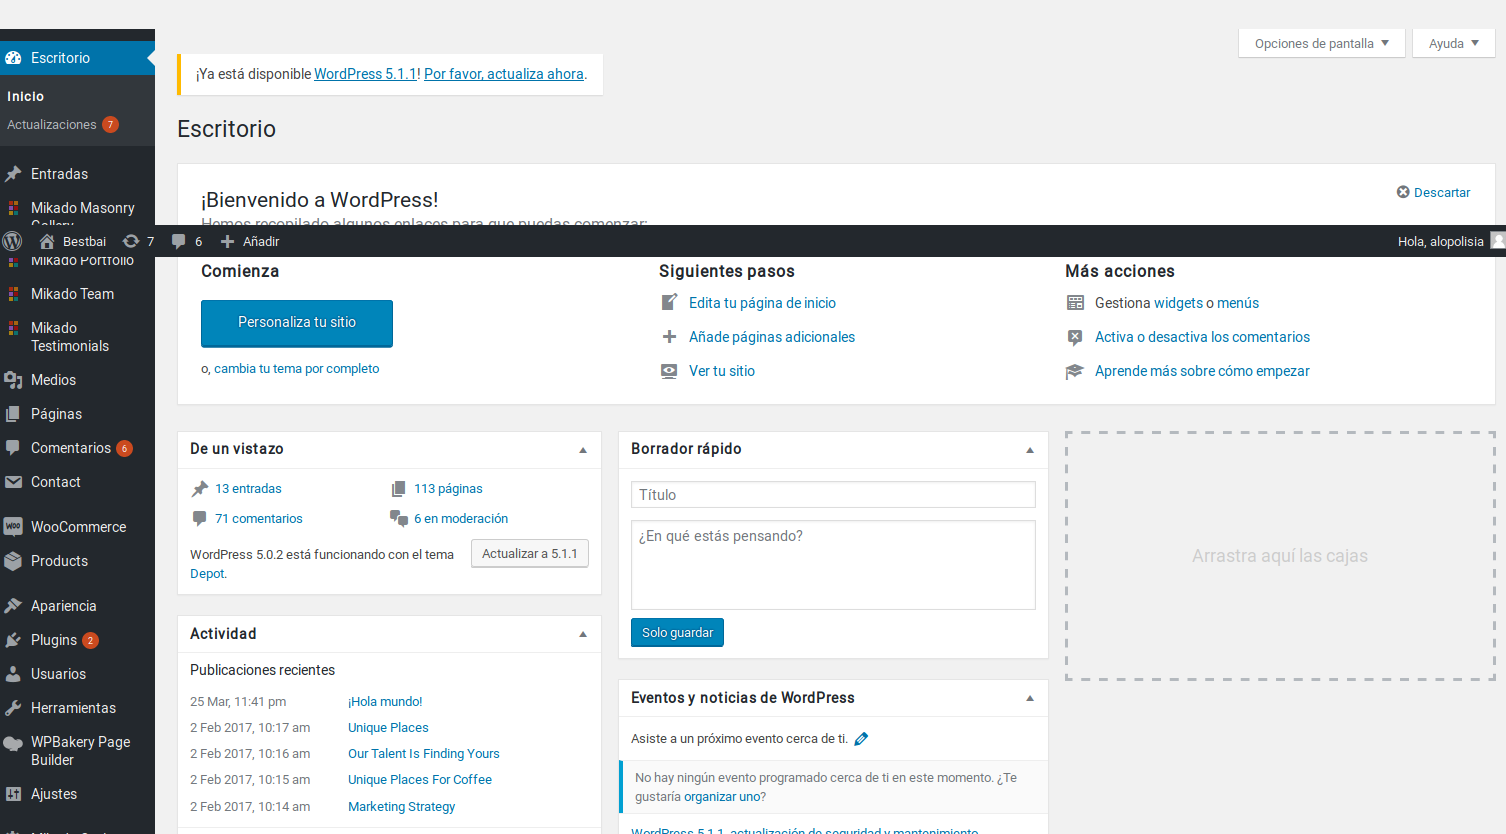 Opciones de pantalla
Ayuda
Escritorio
Inicio
Actualizaciones 7
Entradas
Mikado Masonry
Gallery
Bestbai
7
6
Añadir
Hola, alopolisia
Mikado Portfolio
Mikado Team
Mikado
Testimonials
Medios
Páginas
Comentarios 6
Contact
WooCommerce
Products
Apariencia
Plugins 2
Usuarios
Herramientas
WPBakery Page
Builder
Ajustes
¡Ya está disponible WordPress 5.1.1! Por favor, actualiza ahora.
Escritorio
¡Bienvenido a WordPress!
Descartar
Hemos recopilado algunos enlaces para que puedas comenzar:
Comienza
Personaliza tu sitio
o, cambia tu tema por completo
Siguientes pasos
Edita tu página de inicio
Añade páginas adicionales
Ver tu sitio
Más acciones
Gestiona widgets o menús
Activa o desactiva los comentarios
Aprende más sobre cómo empezar
De un vistazo
13 entradas
113 páginas
71 comentarios
6 en moderación
WordPress 5.0.2 está funcionando con el tema
Depot.
Actualizar a 5.1.1
Actividad
Publicaciones recientes
25 Mar, 11:41 pm ¡Hola mundo!
2 Feb 2017, 10:17 am Unique Places
2 Feb 2017, 10:16 am Our Talent Is Finding Yours
2 Feb 2017, 10:15 am Unique Places For Coffee
2 Feb 2017, 10:14 am Marketing Strategy
Borrador rápido
Título
¿En qué estás pensando?
Solo guardar
Eventos y noticias de WordPress
Asiste a un próximo evento cerca de ti.
No hay ningún evento programado cerca de ti en este momento. ¿Te
gustaría organizar uno?
WordPress 5.1.1, actualización de seguridad y mantenimiento
Arrastra aquí las cajas